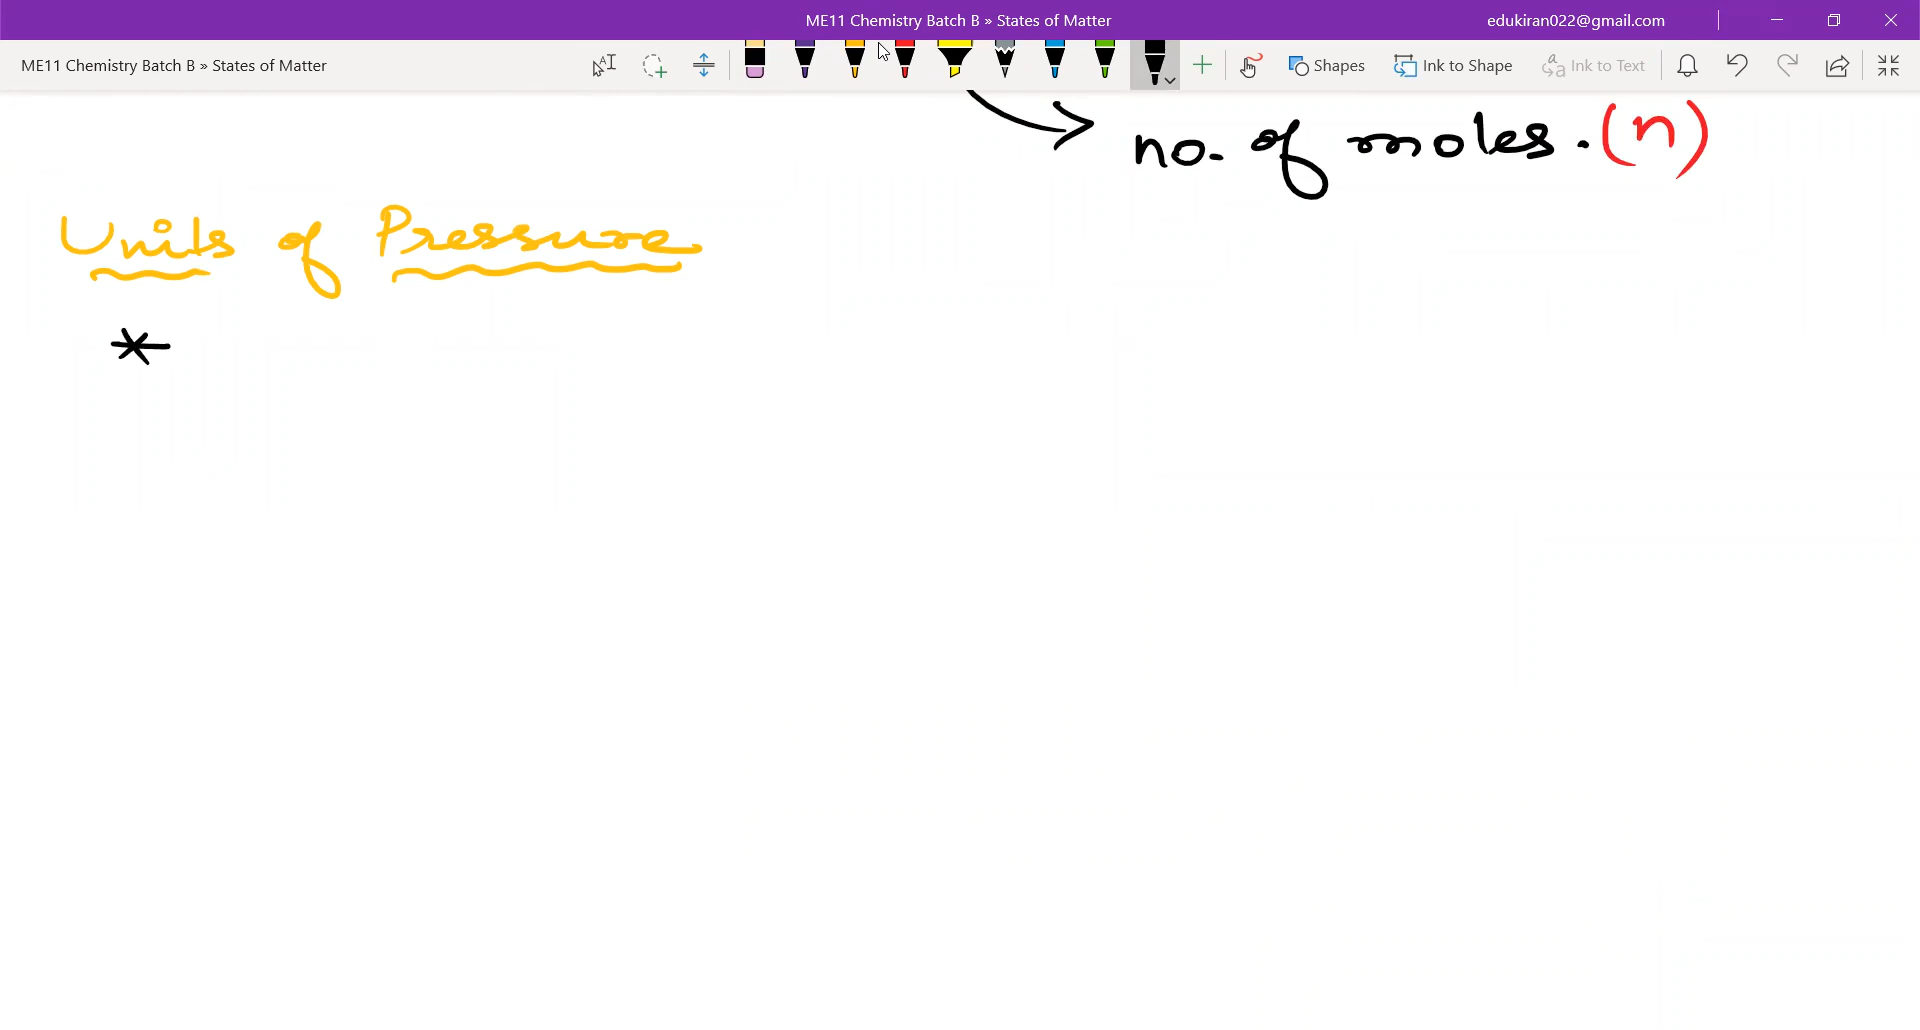 ME11 Chemistry Batch B » States of Matter
edukiran022@gmail.com
ME11 Chemistry Batch B » States of Matter
Shapes
Ink to Shape
Ink to Text
no. of moles. (n)
Units of Pressure
*